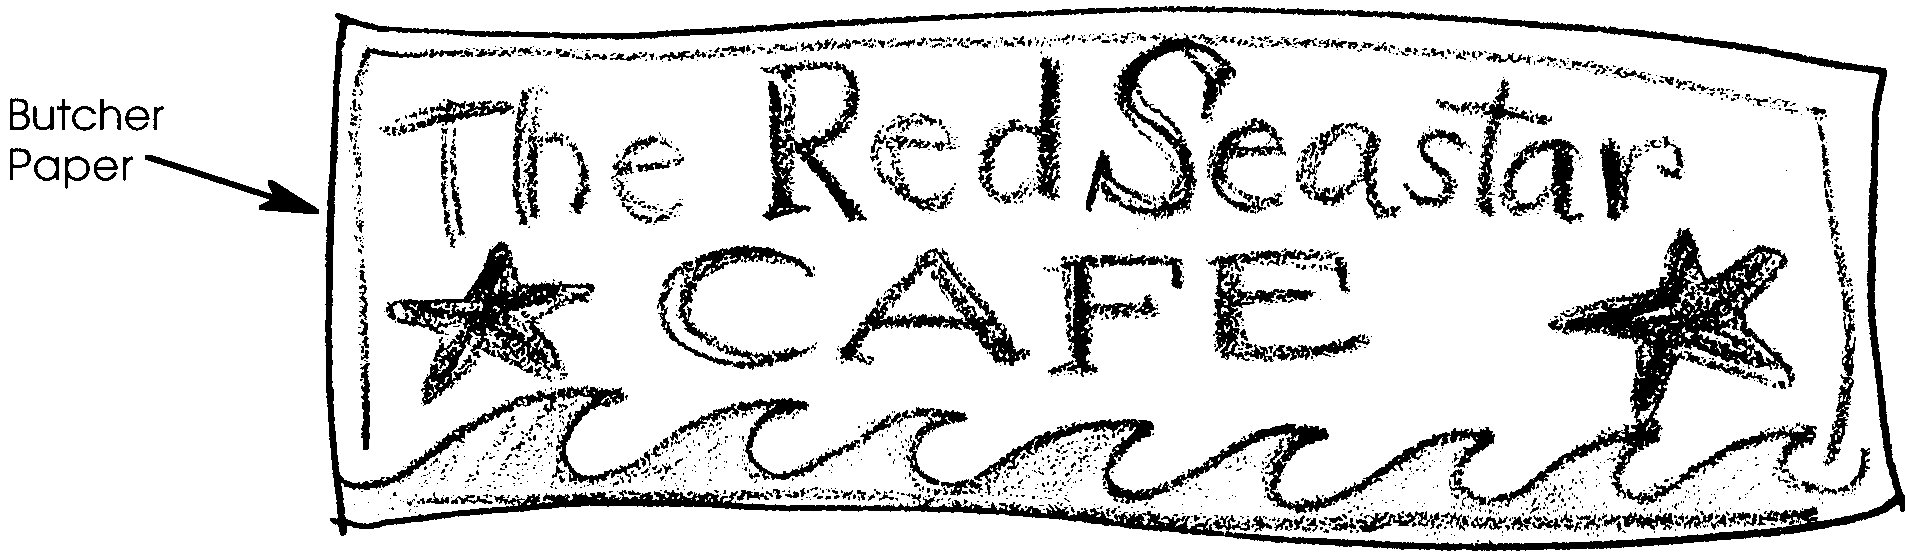 Butcher
Paper
The Red Seastar
CAFE